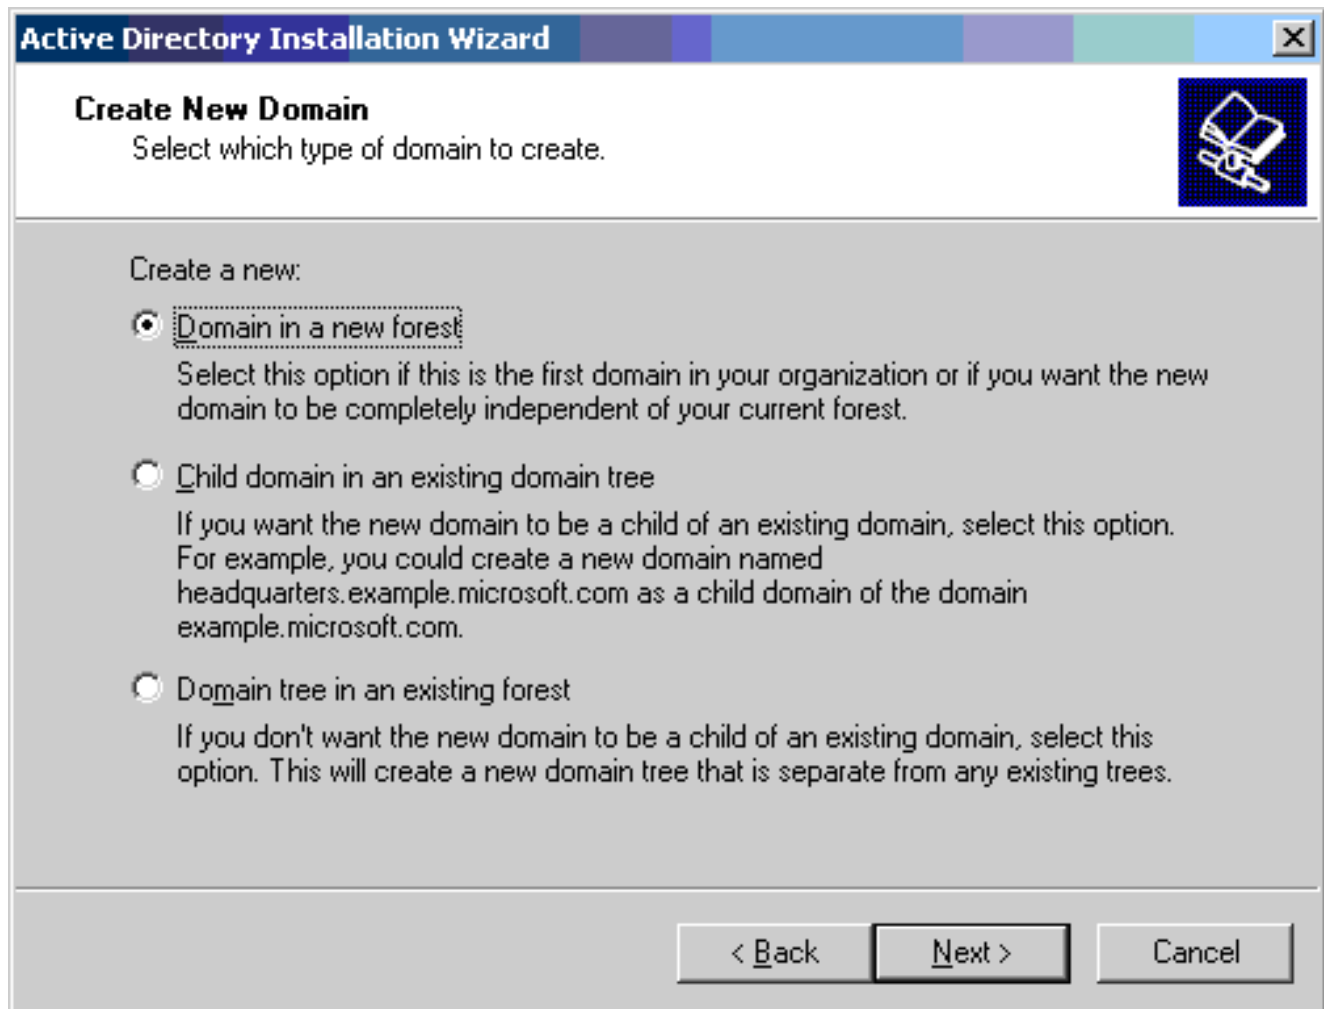 Active Directory Installation Wizard
Create New Domain
Select which type of domain to create.
Create a new:
Domain in a new forest
Select this option if this is the first domain in your organization or if you want the new
domain to be completely independent of your current forest.
Child domain in an existing domain tree
If you want the new domain to be a child of an existing domain, select this option.
For example, you could create a new domain named
headquarters.example.microsoft.com as a child domain of the domain
example.microsoft.com.
Domain tree in an existing forest
If you don't want the new domain to be a child of an existing domain, select this
option. This will create a new domain tree that is separate from any existing trees.
< Back Next > Cancel